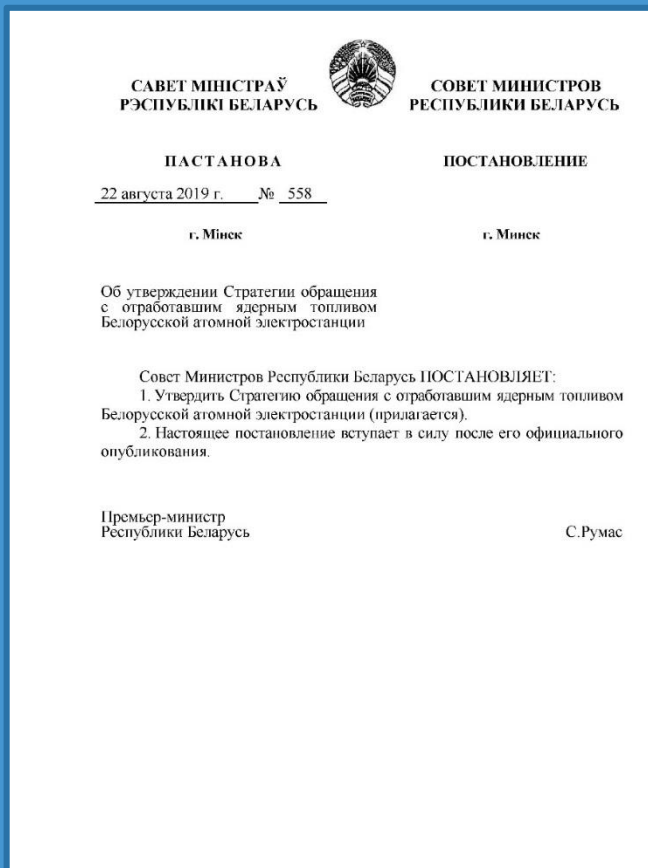 САВЕТ МІНІСТРАЎ
РЭСПУБЛІКІ БЕЛАРУСЬ
СОВЕТ МИНИСТРОВ
РЕСПУБЛИКИ БЕЛАРУСЬ
ПАСТАНОВА
ПОСТАНОВЛЕНИЕ
22 августа 2019 г. № 558
г. Мінск
г. Минск
Об утверждении Стратегии обращения
с отработавшим ядерным топливом
Белорусской атомной электростанции
Совет Министров Республики Беларусь ПОСТАНОВЛЯЕТ:
1. Утвердить Стратегию обращения с отработавшим ядерным топливом
Белорусской атомной электростанции (прилагается).
2. Настоящее постановление вступает в силу после его официального
опубликования.
Премьер-министр
Республики Беларусь
С.Румас